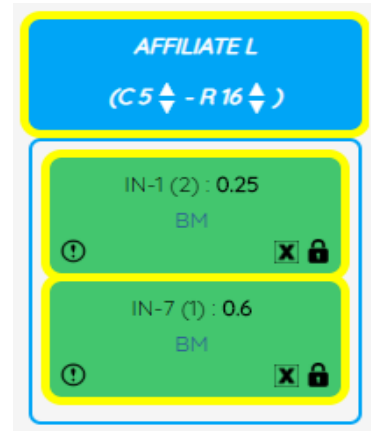 AFFILIATE L
(C 5 - R 16 )
IN-1 (2) : 0.25
BM
IN-7 (1) : 0.6
BM